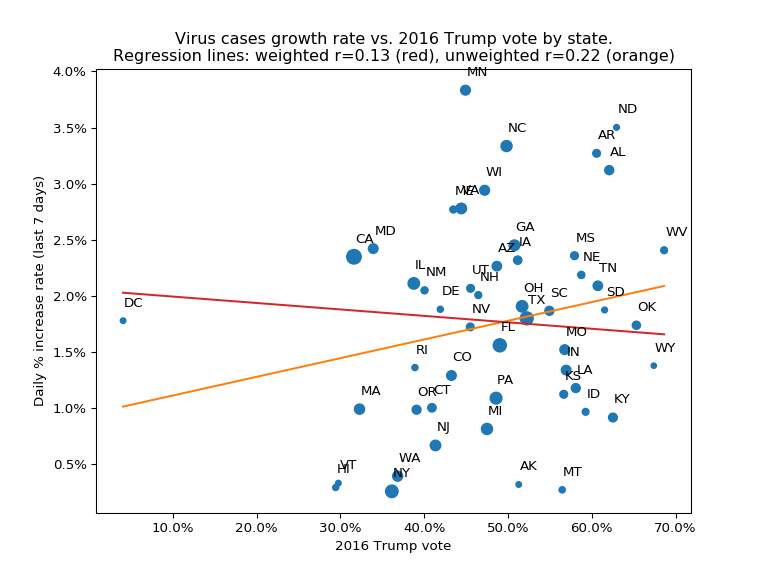 Virus cases growth rate vs. 2016 Trump vote by state.
Regression lines: weighted r=0.13 (red), unweighted r=0.22 (orange)
4.0%
MN
ND
3.5%
NC
AR
AL
3.0%
WI
ME
VA
2.5%
CA
MD
GA
AZ
IA
MS
WV
NE
TN
IL
NM
UT
NH
2.0%
DC
DE
OH
TX
SC
SD
OK
NV
FL
1.5%
RI
CO
MO
IN
LA
KS
WY
1.0%
MA
OR
CT
PA
MI
ID
KY
NJ
0.5%
HI
VT
WA
NY
AK
MT
Daily % increase rate (last 7 days)
10.0%
20.0%
30.0%
40.0%
50.0%
60.0%
70.0%
2016 Trump vote